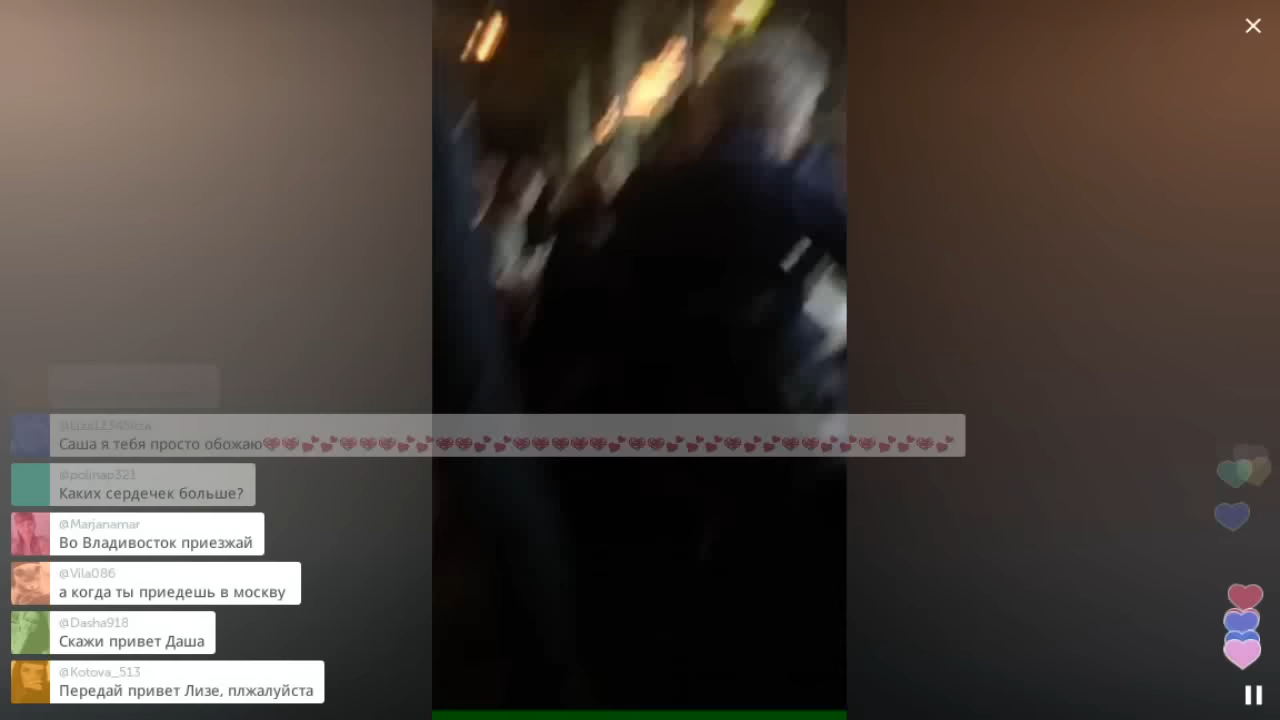 @Liza12345liza
Саша я тебя просто обожаю
@polinap321
Каких сердечек больше?
@Marjanamar
Во Владивосток приезжай
@Vila086
а когда ты приедешь в москву
@Dasha918
Скажи привет Даша
@Kotova_513
Передай привет Лизе, плжалуйста